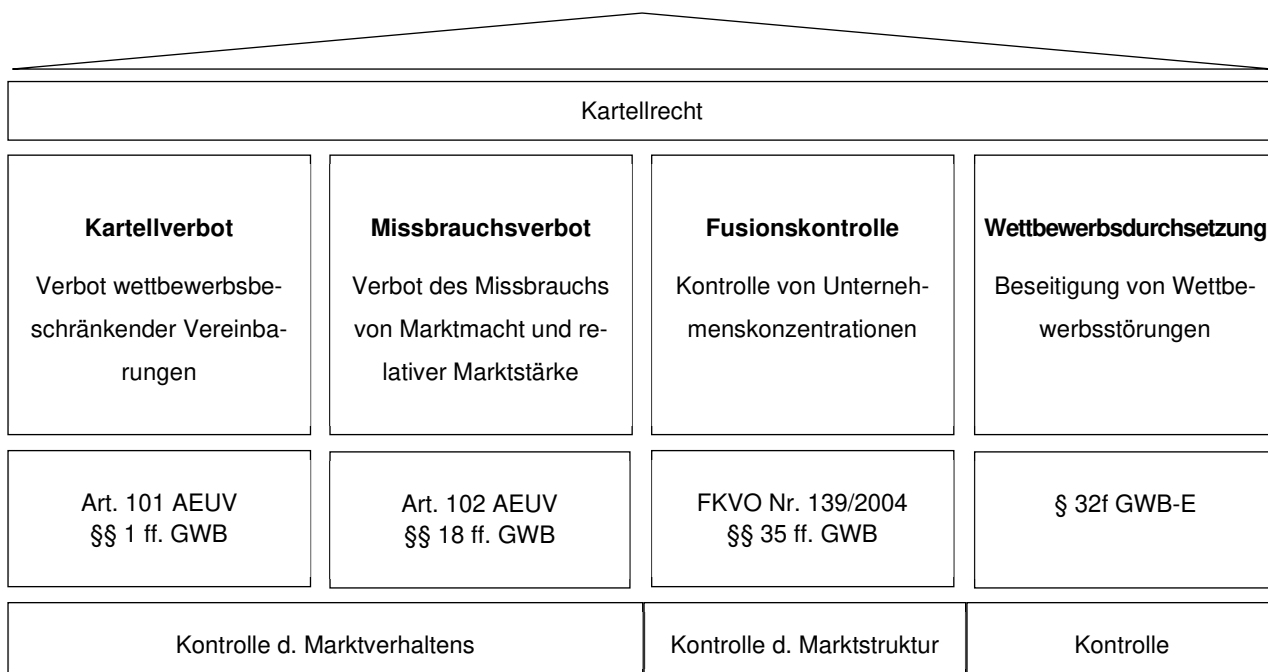 Kartellrecht
Kartellverbot
Verbot wettbewerbsbe-
schränkender Vereinba-
rungen
Missbrauchsverbot
Verbot des Missbrauchs
von Marktmacht und re-
lativer Marktstärke
Fusionskontrolle
Kontrolle von Unterneh-
menskonzentrationen
Wettbewerbsdurchsetzung
Beseitigung von Wettbe-
werbsstörungen
Art. 101 AEUV
§§ 1 ff. GWB
Art. 102 AEUV
§§ 18 ff. GWB
FKVO Nr. 139/2004
§§ 35 ff. GWB
§ 32f GWB-E
Kontrolle d. Marktverhaltens
Kontrolle d. Marktstruktur
Kontrolle